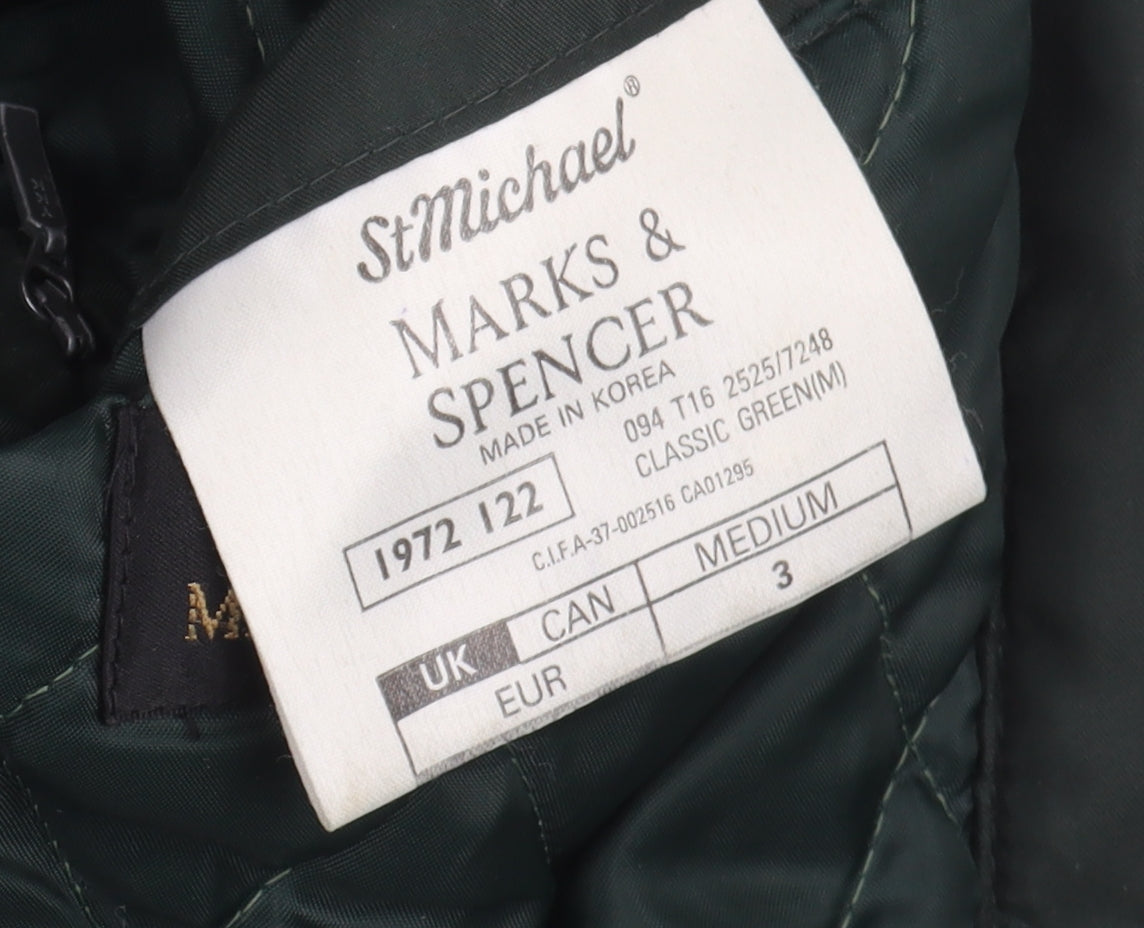 StMichael®
MARKS &
SPENCER
MADE IN KOREA
094 T16 2525/7248
CLASSIC GREEN(M)
1972 122
C.I.F.A-37-002516 CA01295
UK CAN MEDIUM
EUR 3